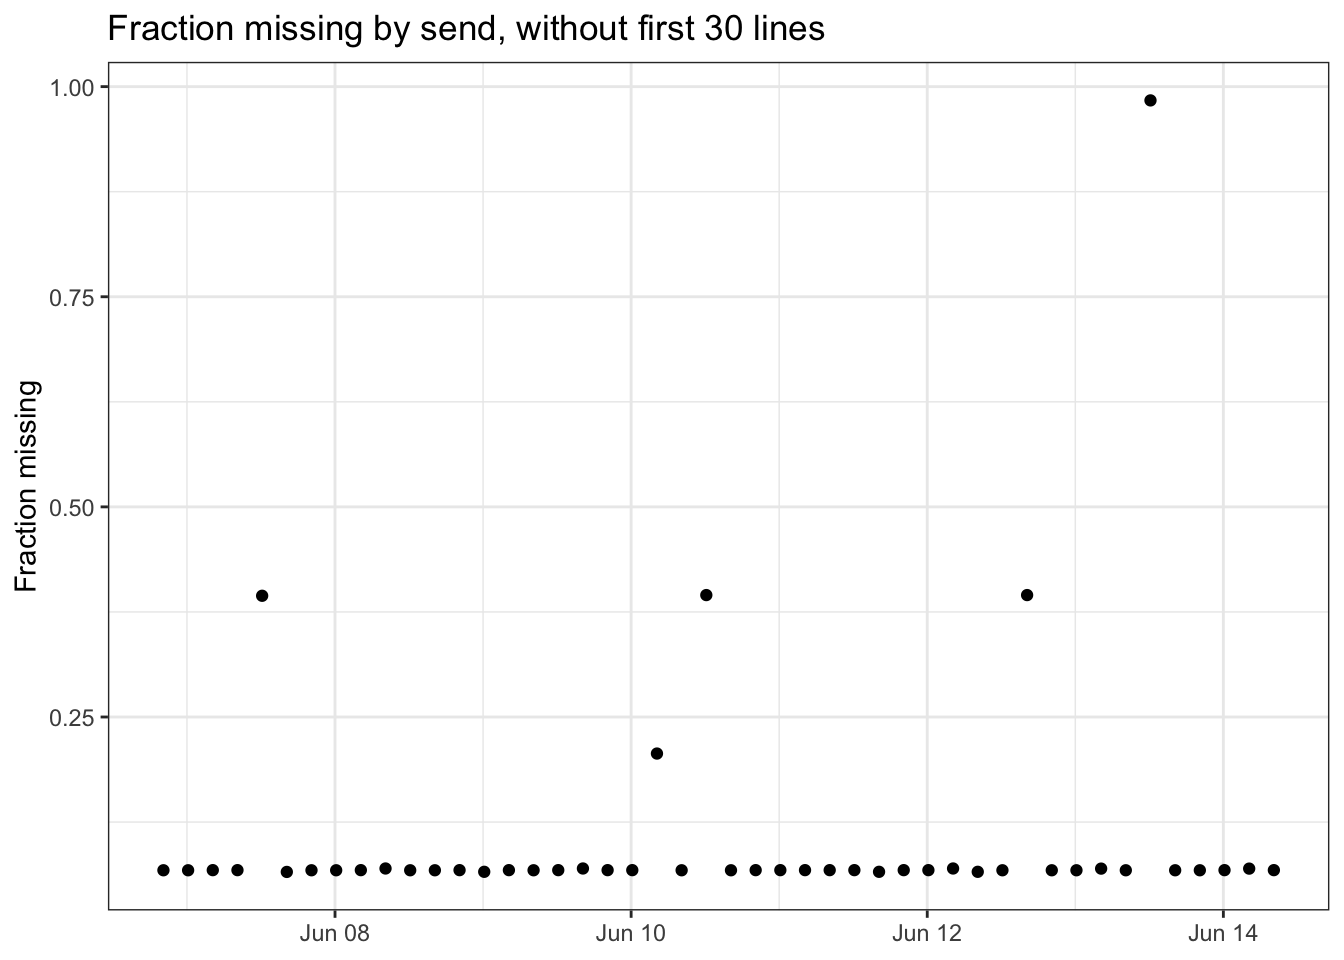 Fraction missing by send, without first 30 lines
Fraction missing
1.00
0.75
0.50
0.25
Jun 08
Jun 10
Jun 12
Jun 14